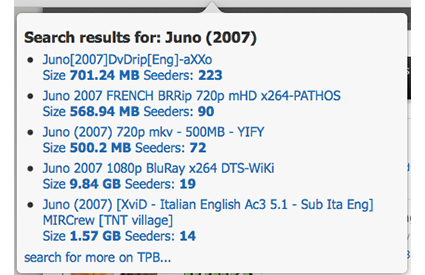 Search results for: Juno (2007)
Juno[2007]DvDrip[Eng]-aXXo
Size 701.24 MB Seeders: 223
Juno 2007 FRENCH BRRip 720p mHD x264-PATHOS
Size 568.94 MB Seeders: 90
Juno (2007) 720p mkv - 500MB - YIFY
Size 500.2 MB Seeders: 72
Juno 2007 1080p BluRay x264 DTS-WiKi
Size 9.84 GB Seeders: 19
Juno (2007) [XviD - Italian English Ac3 5.1 - Sub Ita Eng]
MIRCrew [TNT village]
Size 1.57 GB Seeders: 14
search for more on TPB...